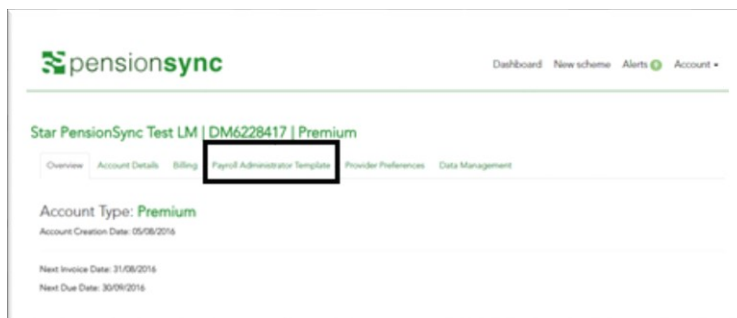 pensionsync
Dashboard New scheme Alerts 0 Account
Star PensionSync Test LM | DM6228417 | Premium
Overview Account Details Billing Payroll Administrator Template Provider Preferences Data Management
Account Type: Premium
Account Creation Date: 05/08/2016
Next Invoice Date: 31/08/2016
Next Due Date: 30/09/2016